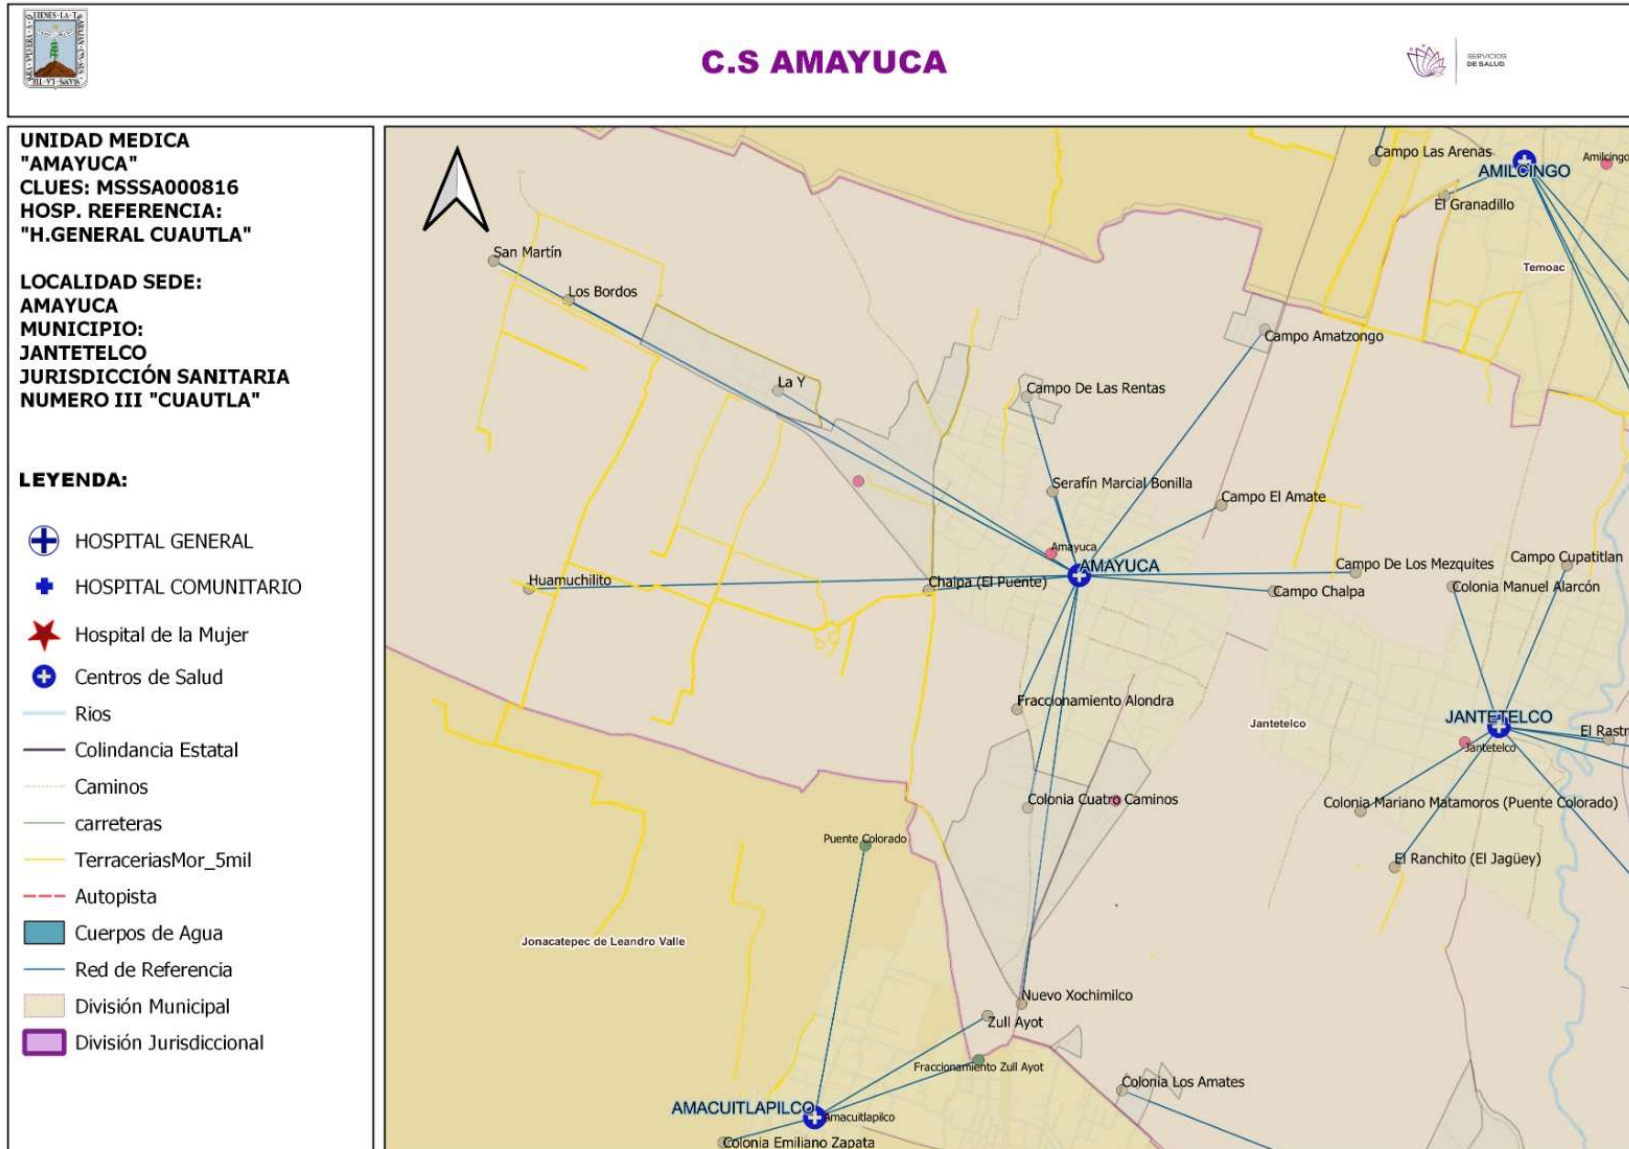 C.S AMAYUCA
SERVICIOS
DE SALUD
UNIDAD MEDICA
"AMAYUCA"
CLUES: MSSSA000816
HOSP. REFERENCIA:
"H.GENERAL CUAUTLA"
LOCALIDAD SEDE:
AMAYUCA
MUNICIPIO:
JANTETELCO
JURISDICCIÓN SANITARIA
NUMERO III "CUAUTLA"
LEYENDA:
HOSPITAL GENERAL
HOSPITAL COMUNITARIO
Hospital de la Mujer
Centros de Salud
Rios
Colindancia Estatal
Caminos
carreteras
TerraceriasMor_5mil
Autopista
Cuerpos de Agua
Red de Referencia
División Municipal
División Jurisdiccional
Campo Las Arenas
AMILCINGO
Amilcingo
El Granadillo
San Martín
Temoac
Los Bordos
Campo Amatzongo
La Y
Campo De Las Rentas
Serafín Marcial Bonilla
Campo El Amate
Amayuca
AMAYUCA
Campo De Los Mezquites
Campo Cupatitlan
Huamuchilito
Chalpa (El Puente)
Campo Chalpa
Colonia Manuel Alarcón
Fraccionamiento Alondra
Jantetelco
JANTETELCO
El Rastr
Jantetelco
Colonia Cuatro Caminos
Colonia Mariano Matamoros (Puente Colorado)
Puente Colorado
El Ranchito (El Jagüey)
Jonacatepec de Leandro Valle
Nuevo Xochimilco
Zull Ayot
Fraccionamiento Zull Ayot
Colonia Los Amates
AMACUITLAPILCO
Amacuitlapilco
Colonia Emiliano Zapata